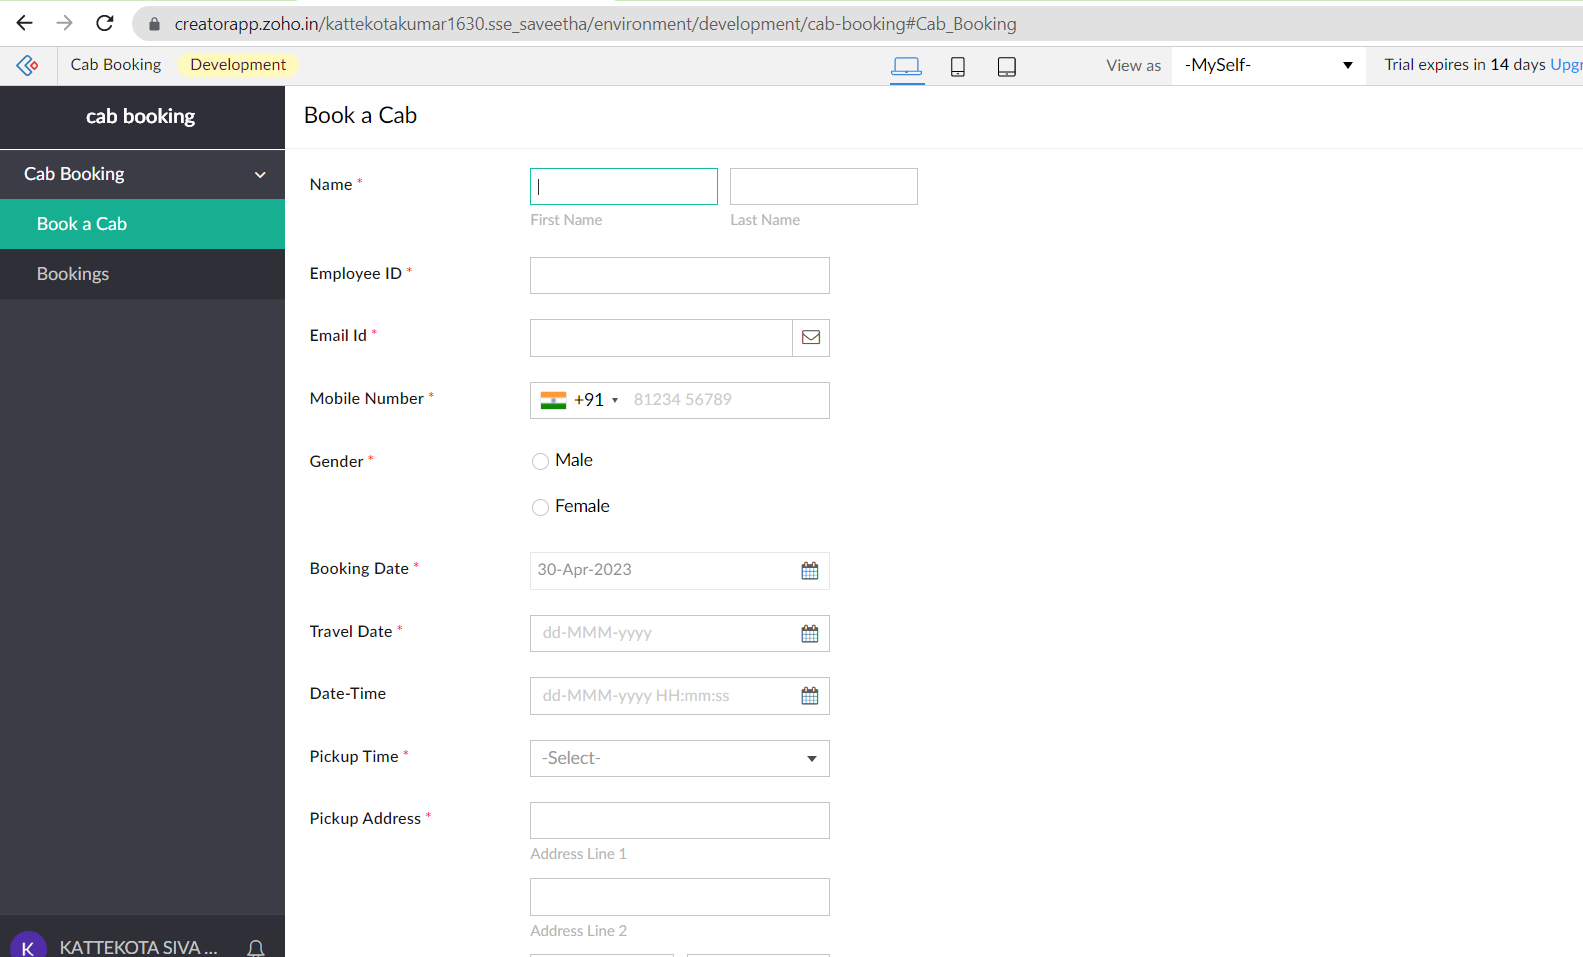 creatorapp.zoho.in/kattekotakumar1630.sse_saveetha/environment/development/cab-booking#Cab_Booking
Cab Booking Development View as -MySelf- Trial expires in 14 days Upgr
cab booking
Cab Booking
Book a Cab
Bookings
K KATTEKOTA SIVA ...
Book a Cab
Name *
First Name Last Name
Employee ID *
Email Id *
Mobile Number * +91 81234 56789
Gender * Male
Female
Booking Date * 30-Apr-2023
Travel Date * dd-MMM-yyyy
Date-Time dd-MMM-yyyy HH:mm:ss
Pickup Time * -Select-
Pickup Address *
Address Line 1
Address Line 2